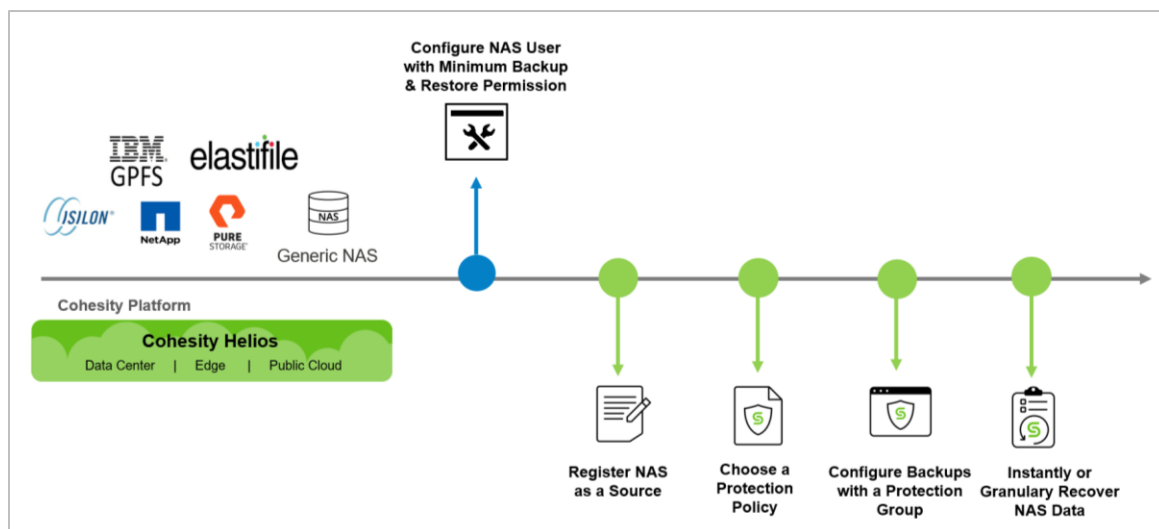 Configure NAS User
with Minimum Backup
& Restore Permission
IBM®
GPFS
elastifile
ISILON®
NetApp
PURE
STORAGE®
NAS
Generic NAS
Cohesity Platform
Cohesity Helios
Data Center | Edge | Public Cloud
Register NAS
as a Source
Choose a
Protection
Policy
Configure Backups
with a Protection
Group
Instantly or
Granulary Recover
NAS Data